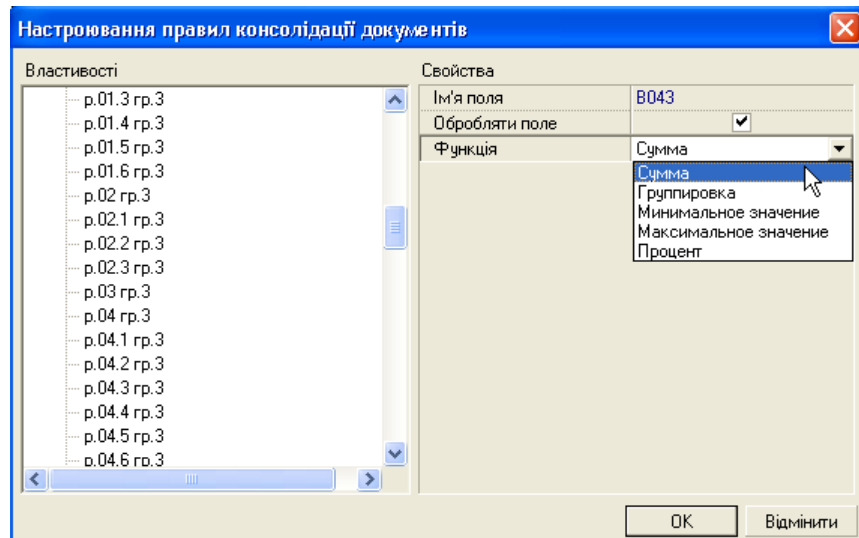 Настроювання правил консолідації документів
Властивості
р.01.3 гр.3
р.01.4 гр.3
р.01.5 гр.3
р.01.6 гр.3
р.02 гр.3
р.02.1 гр.3
р.02.2 гр.3
р.02.3 гр.3
р.03 гр.3
р.04 гр.3
р.04.1 гр.3
р.04.2 гр.3
р.04.3 гр.3
р.04.4 гр.3
р.04.5 гр.3
р.04.6 гр.3
Свойства
Ім'я поля B043
Обробляти поле
Функція Сумма
Сумма
Группировка
Минимальное значение
Максимальное значение
Процент
OK Відмінити